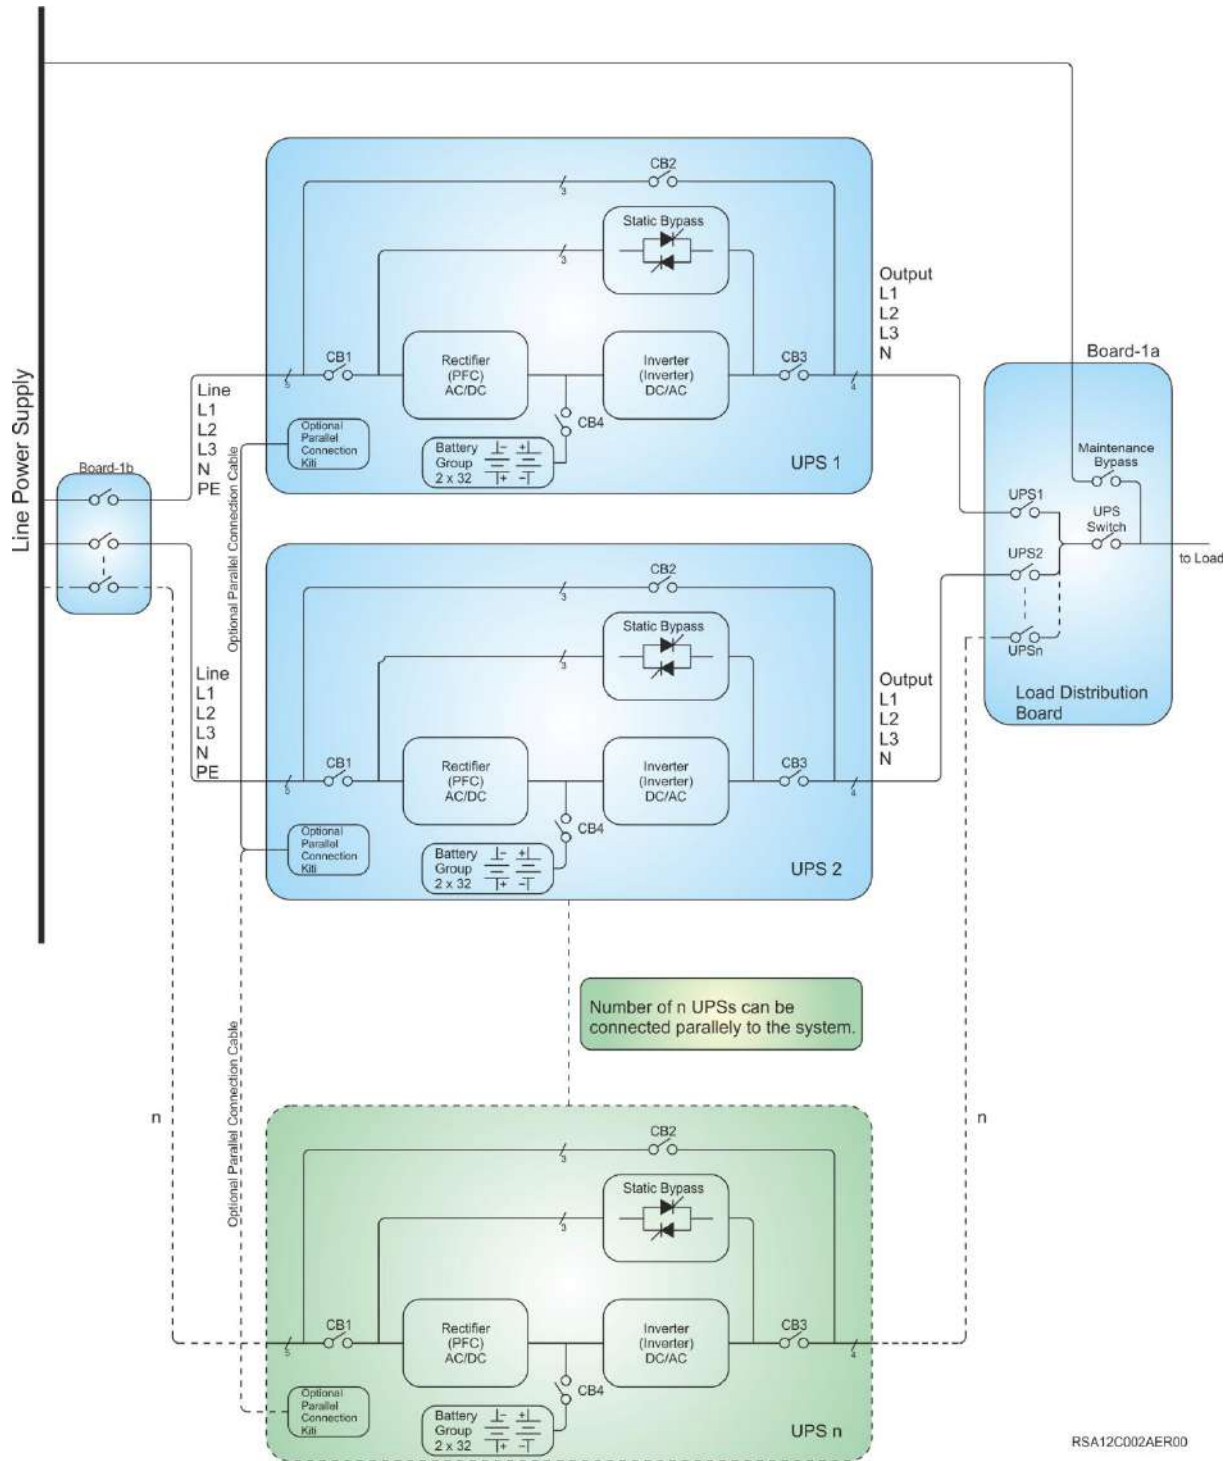 Line Power Supply
Board-1b
Line
L1
L2
L3
N
PE
Optional Parallel Connection Cable
CB2
3
Static Bypass
3
5
CB1
Rectifier
(PFC)
AC/DC
Inverter
(Inverter)
DC/AC
CB3
4
CB4
Optional
Parallel
Connection
Kiti
Battery
Group
2 x 32
UPS 1
Output
L1
L2
L3
N
Board-1a
Maintenance
Bypass
UPS1
UPS
Switch
UPS2
to Load
UPSn
Load Distribution
Board
Line
L1
L2
L3
N
PE
CB2
3
Static Bypass
3
5
CB1
Rectifier
(PFC)
AC/DC
Inverter
(Inverter)
DC/AC
CB3
4
CB4
Optional
Parallel
Connection
Kiti
Battery
Group
2 x 32
UPS 2
Output
L1
L2
L3
N
Number of n UPSs can be
connected parallely to the system.
n
Optional Parallel Connection Cable
n
CB2
3
Static Bypass
3
5
CB1
Rectifier
(PFC)
AC/DC
Inverter
(Inverter)
DC/AC
CB3
4
CB4
Optional
Parallel
Connection
Kiti
Battery
Group
2 x 32
UPS n
RSA12C002AER00